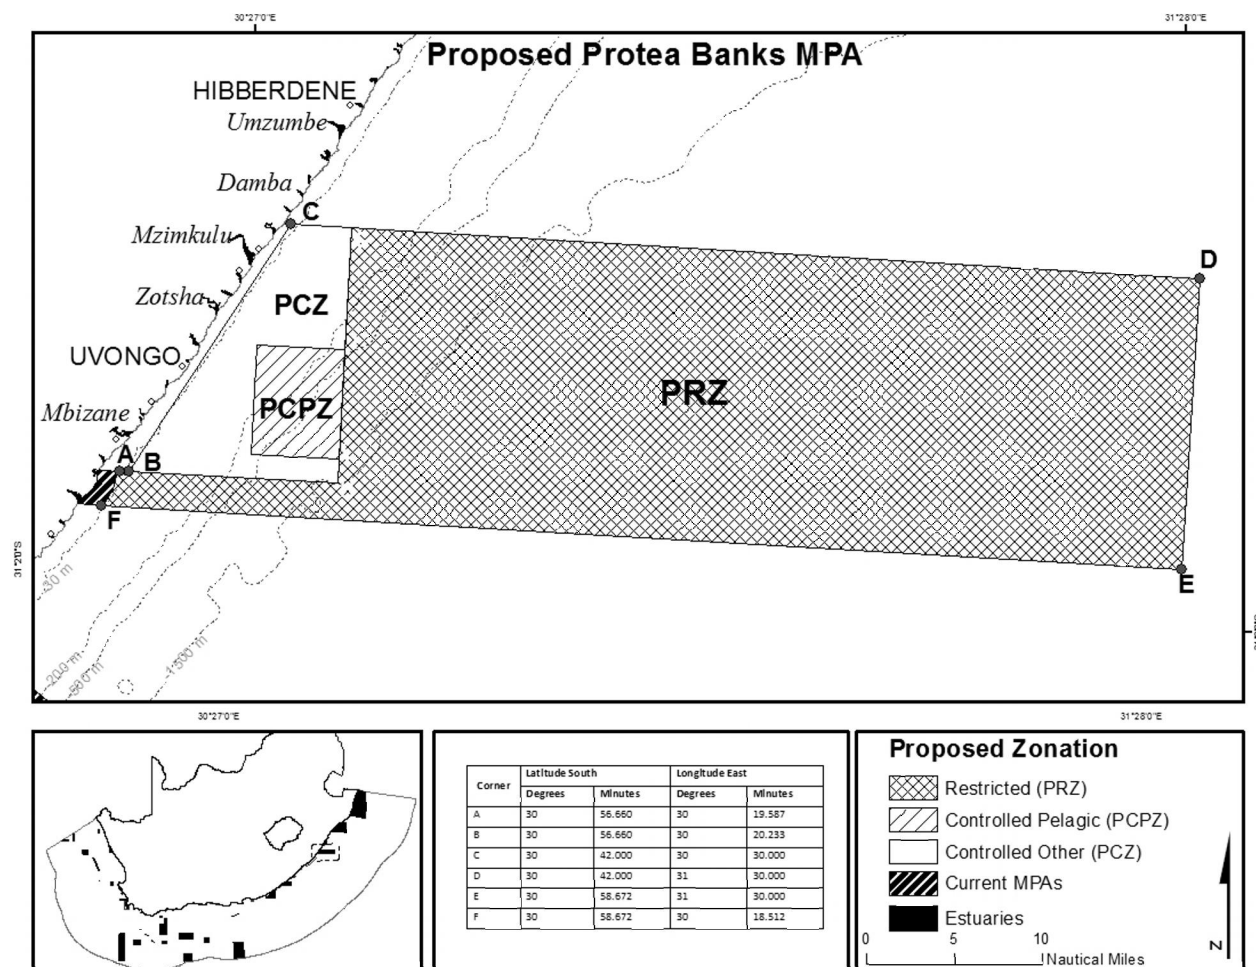 30°27'0"E 31°28'0"E
Proposed Protea Banks MPA
HIBBERDENE
Umzumbe
Damba
C
Mzimkulu
D
Zotsha
PCZ
UVONGO
PRZ
Mbizane
PCPZ
A B
F
31°2'0"S
30 m
E
200 m
500 m
1500 m
30°27'0"E 31°28'0"E
Corner Latitude South Longitude East
Degrees Minutes Degrees Minutes
A 30 56.660 30 19.587
B 30 56.660 30 20.233
C 30 42.000 30 30.000
D 30 42.000 31 30.000
E 30 58.672 31 30.000
F 30 58.672 30 18.512
Proposed Zonation
Restricted (PRZ)
Controlled Pelagic (PCPZ)
Controlled Other (PCZ)
Current MPAs
Estuaries
0 5 10
Nautical Miles
N